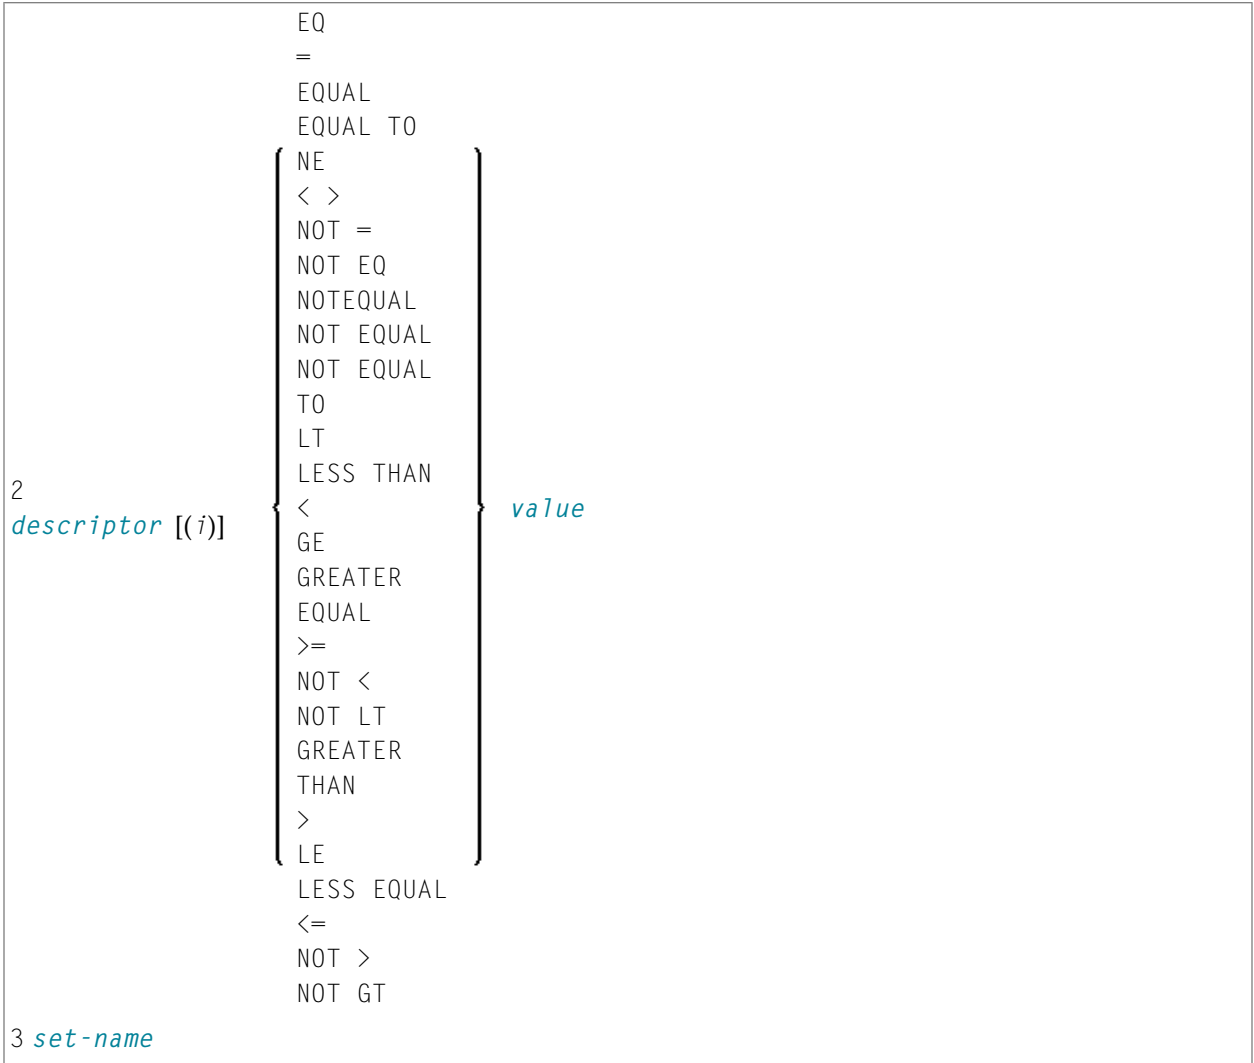 EQ
=
EQUAL
EQUAL TO
NE
< >
NOT =
NOT EQ
NOTEQUAL
NOT EQUAL
NOT EQUAL
TO
LT
LESS THAN
2
descriptor [(i)]
<
value
GE
GREATER
EQUAL
>=
NOT <
NOT LT
GREATER
THAN
>
LE
LESS EQUAL
<=
NOT >
NOT GT
3 set-name